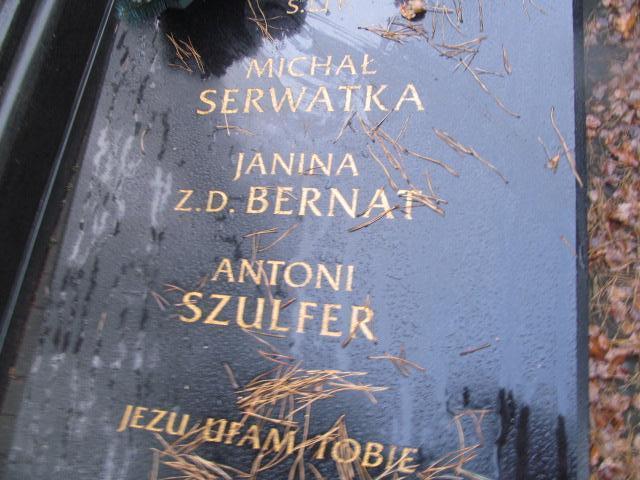 MICHAŁ
SERWATKA
JANINA
Z.D. BERNAT
ANTONI
SZULFER
JEZU UFAM TOBIE